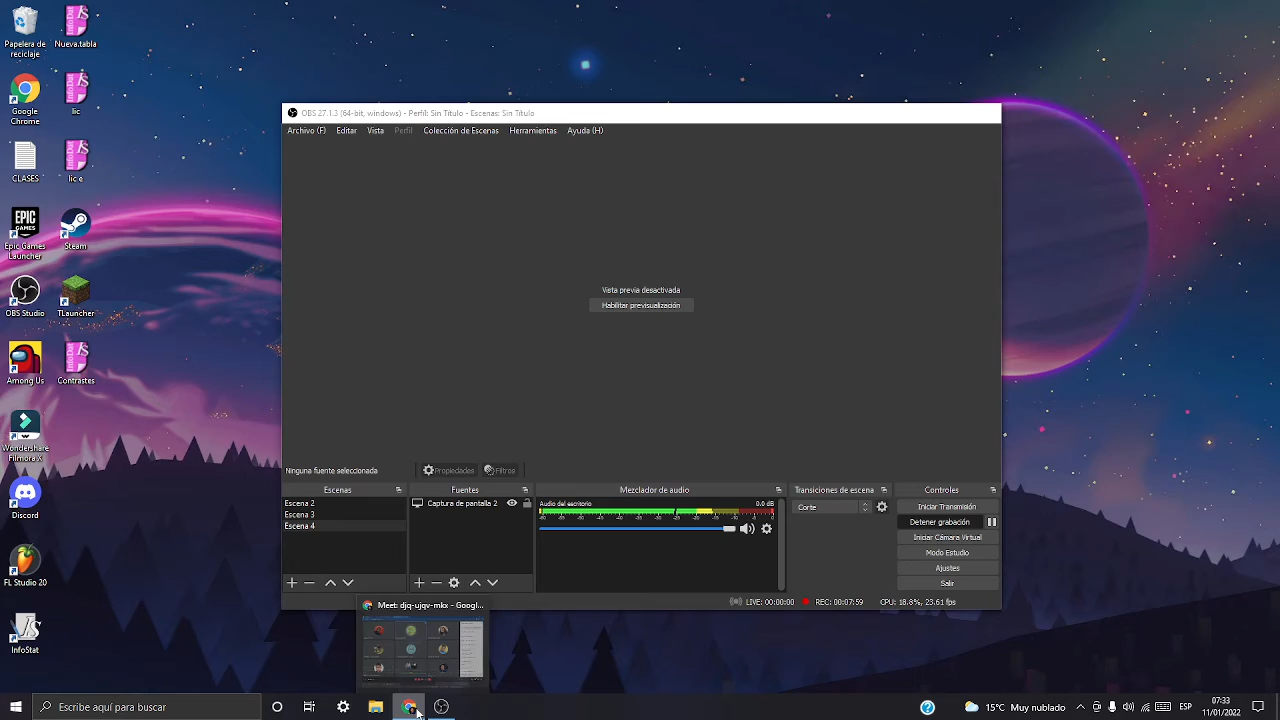 Papelera de
reciclaje
Nueva.tabla
Google
Chrome
lic
CLASES
lic e
EPIC
GAMES
Epic Games
Launcher
Steam
OBS Studio
TLauncher
Among Us
Contrastes
Wondershare
Filmora X
Discord
FL Studio 20
InfoStat
OBS 27.1.3 (64-bit, windows) - Perfil: Sin Título - Escenas: Sin Título
Archivo (F) Editar Vista Perfil Colección de Escenas Herramientas Ayuda (H)
Vista previa desactivada
Habilitar previsualización
Ninguna fuente seleccionada
Propiedades
Filtros
Escenas
Escena 2
Escena 3
Escena 4
Fuentes
Captura de pantalla 2
Mezclador de audio
Audio del escritorio 0.0 dB
Transiciones de escena
Corte
Controles
Iniciar Transmisión
Detener grabación
Iniciar Cámara Virtual
Modo Estudio
Ajustes
Salir
LIVE: 00:00:00 REC: 00:07:59 CPU: 18.8%, 23.61 fps
Escribe aquí para buscar
15°C Muy nublado
ESP
07:33
11/01/2022